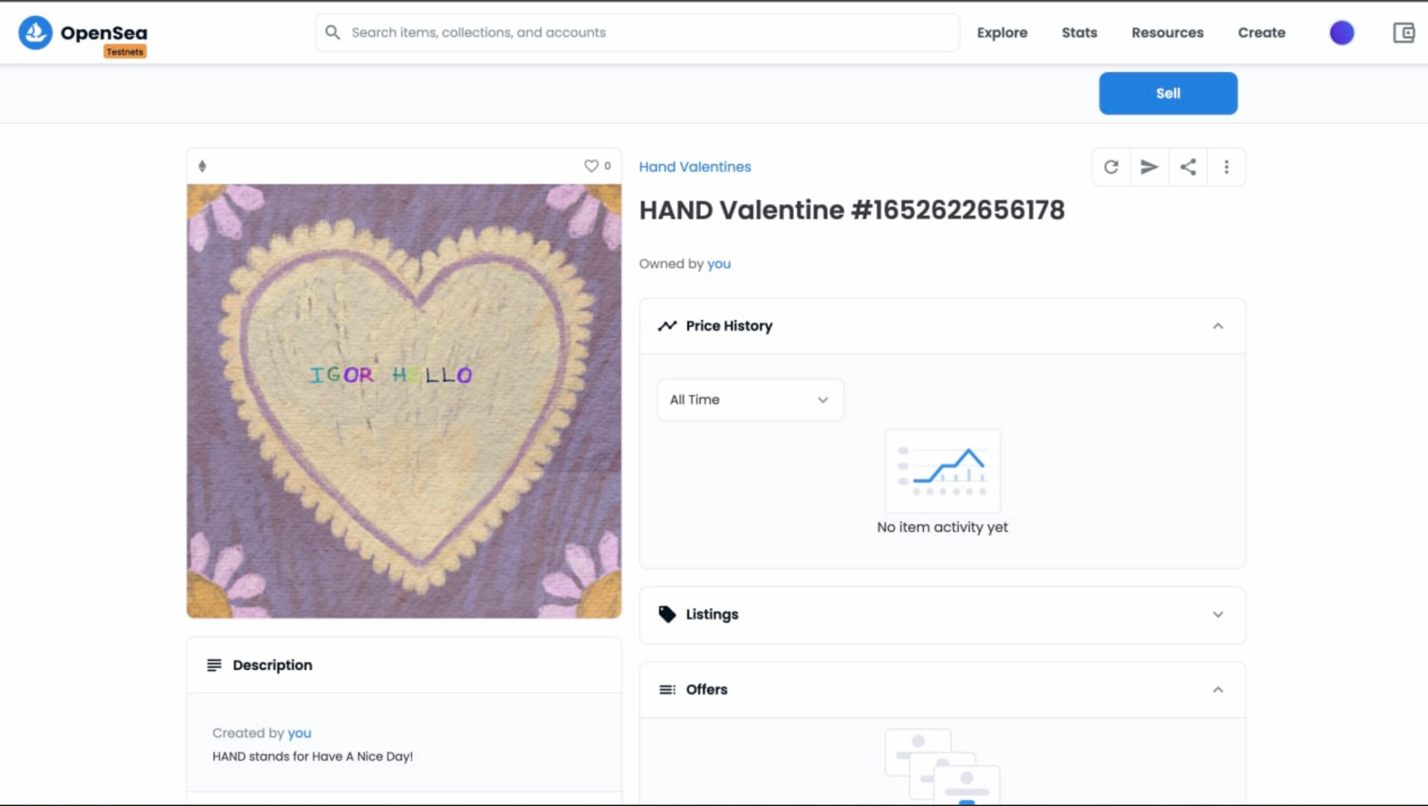 OpenSea
Testnets
Search items, collections, and accounts
Explore
Stats
Resources
Create
Sell
0
Hand Valentines
HAND Valentine #1652622656178
Owned by you
IGOR HELLO
Price History
All Time
No item activity yet
Listings
Offers
Description
Created by you
HAND stands for Have A Nice Day!